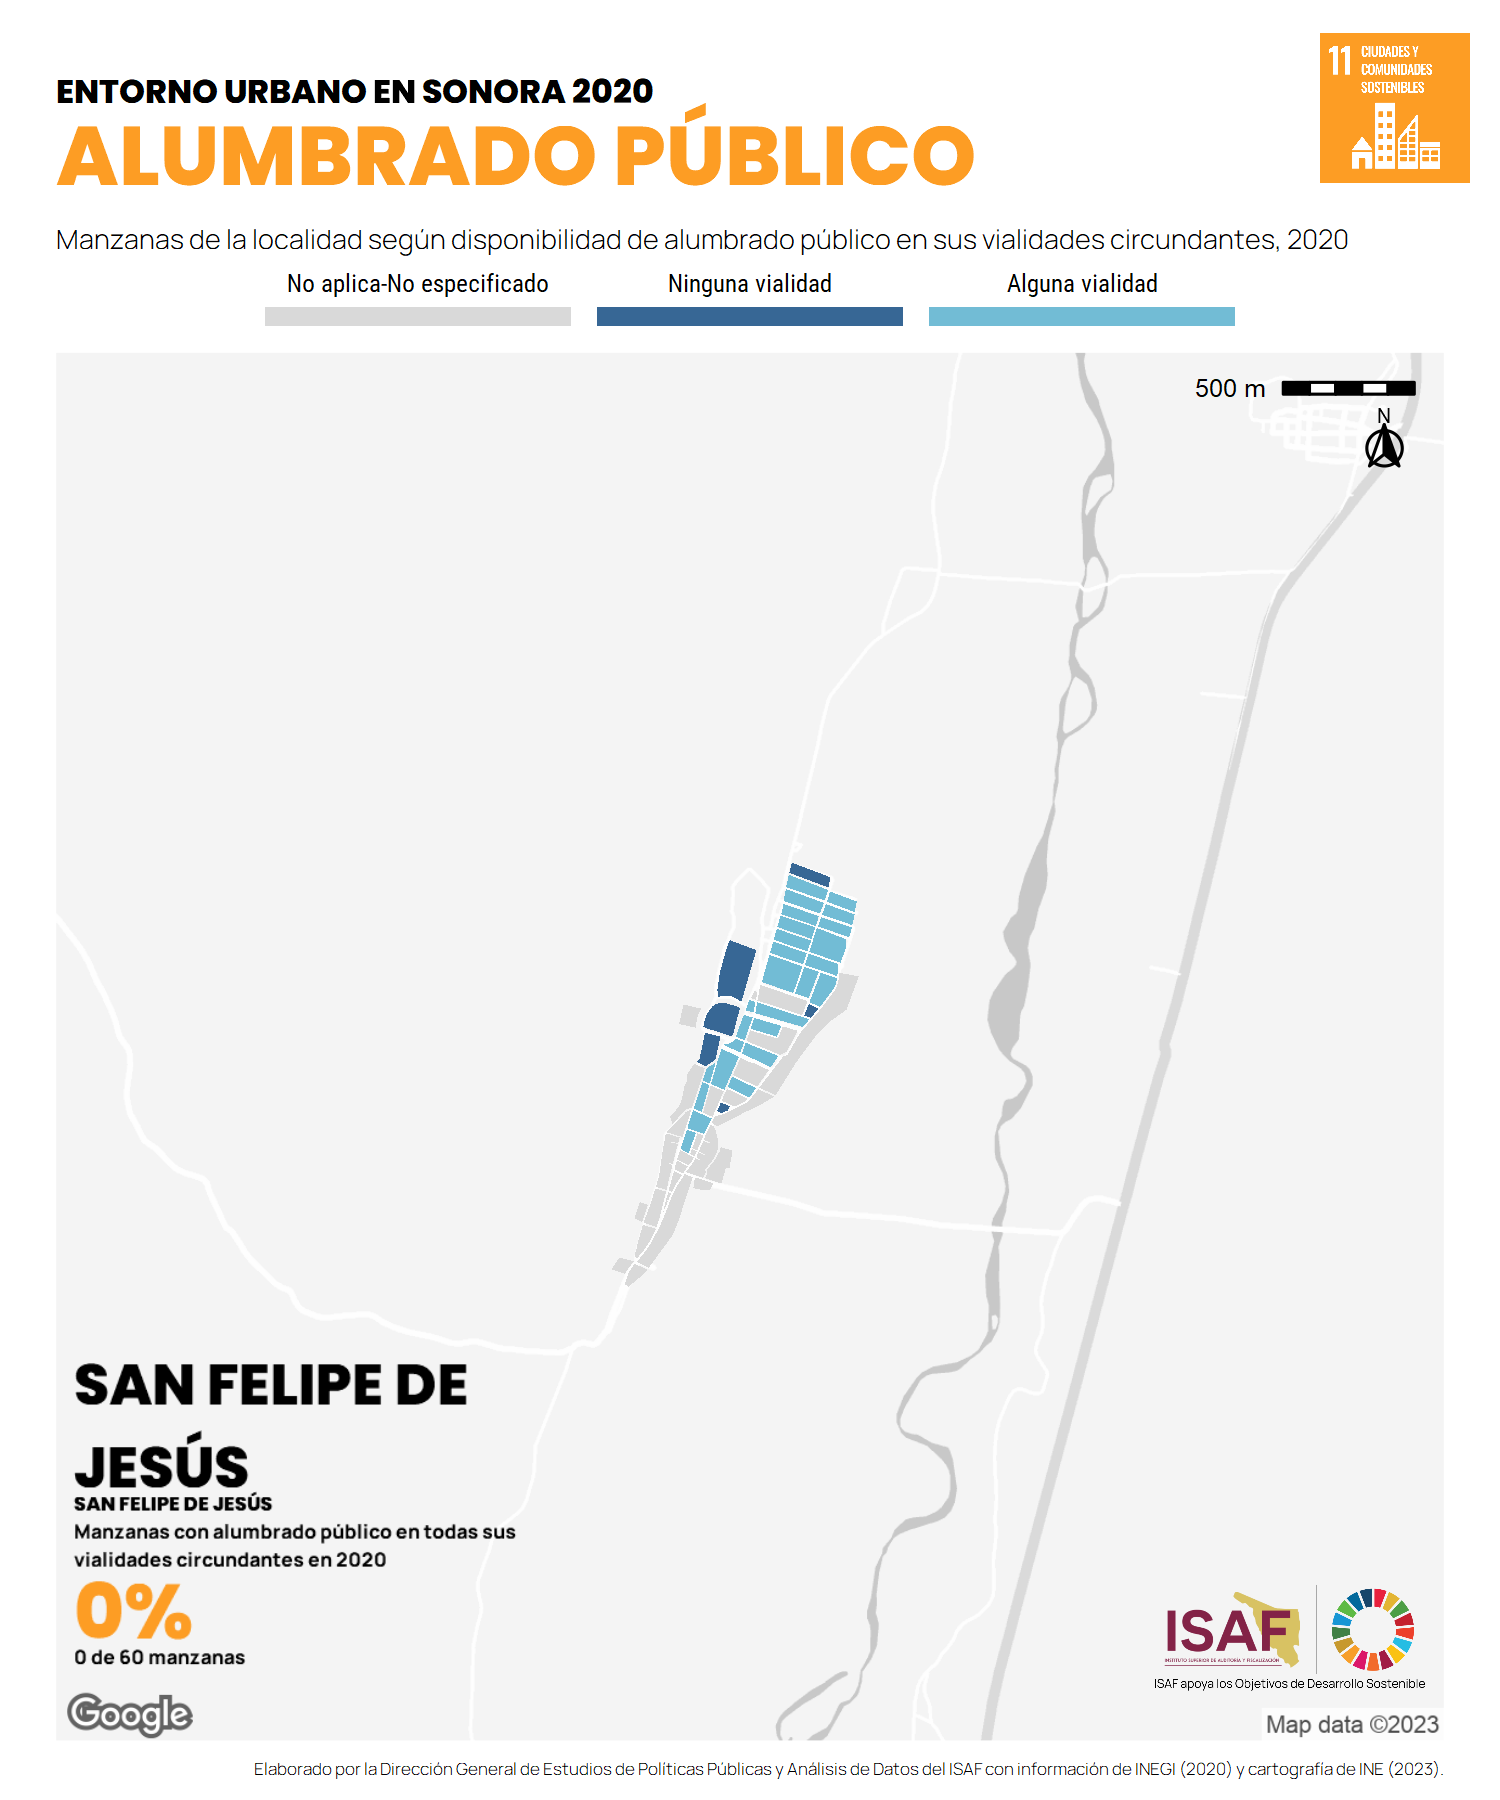 11 CIUDADES Y
COMUNIDADES
SOSTENIBLES
ENTORNO URBANO EN SONORA 2020
ALUMBRADO PÚBLICO
Manzanas de la localidad según disponibilidad de alumbrado público en sus vialidades circundantes, 2020
No aplica-No especificado
Ninguna vialidad
Alguna vialidad
500 m
N
SAN FELIPE DE
JESÚS
SAN FELIPE DE JESÚS
Manzanas con alumbrado público en todas sus
vialidades circundantes en 2020
0%
0 de 60 manzanas
Google
ISAF
INSTITUTO SUPERIOR DE AUDITORÍA Y FISCALIZACIÓN
ISAF apoya los Objetivos de Desarrollo Sostenible
Map data ©2023
Elaborado por la Dirección General de Estudios de Políticas Públicas y Análisis de Datos del ISAF con información de INEGI (2020) y cartografía de INE (2023).